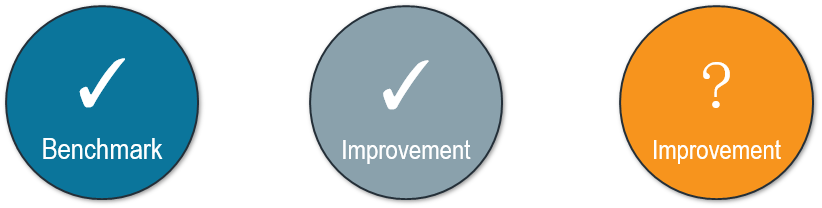 ✓ ✓ ?
Benchmark Improvement Improvement